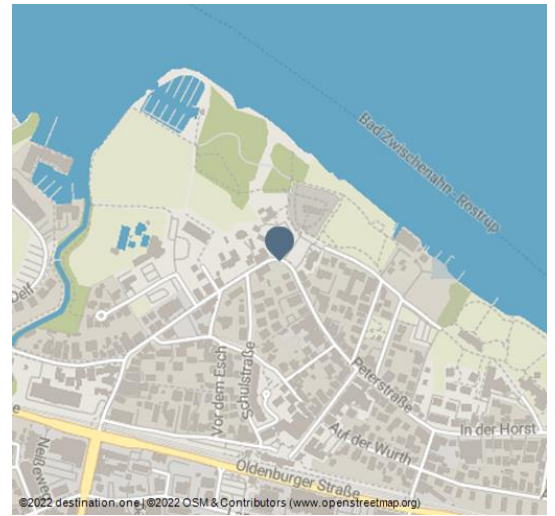 Bad Zwischenahn - Rostrup
Delf
Vor dem Esch
Schulstraße
Peterstraße
Auf der Wurth
In der Horst
e
Neißewe
Oldenburger Straße
©2022 destination.one | ©2022 OSM & Contributors (www.openstreetmap.org)